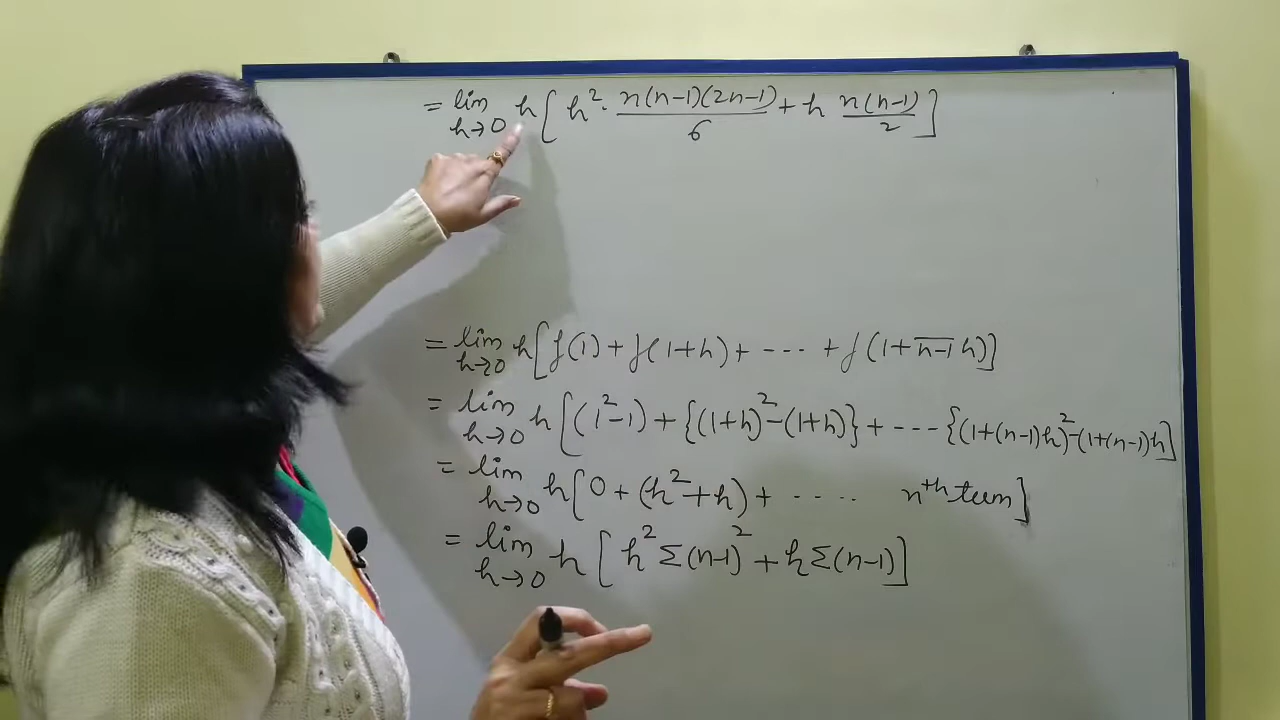 = lim h→0 h[h². n(n-1)(2n-1)/6 + h n(n-1)/2]
= lim h→0 h[f(1) + f(1+h) + --- + f(1+n-1 h)]
= lim h→0 h[(1²-1) + {(1+h)²-(1+h)} + --- {(1+(n-1)h)²-(1+(n-1)h]
= lim h→0 h[0 + (h²+h) + .... nth term]
= lim h→0 h[h² Σ(n-1)² + h Σ(n-1)]